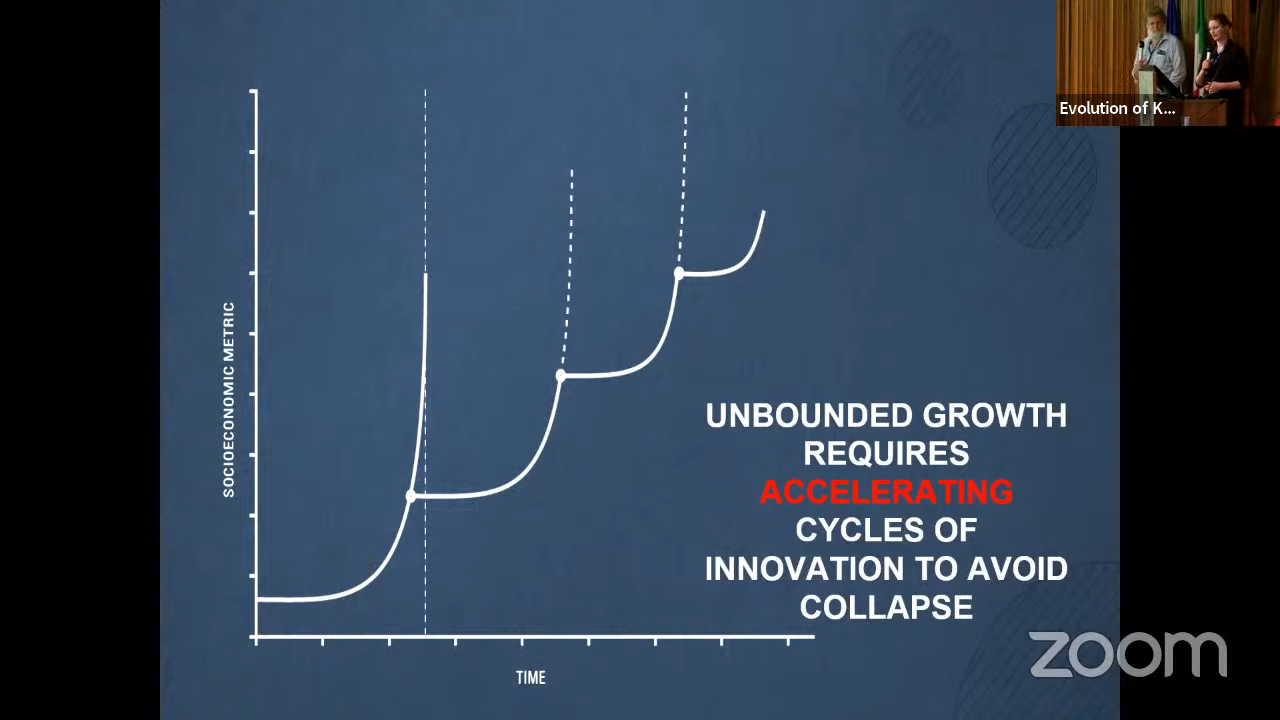 Evolution of K...
SOCIOECONOMIC METRIC
UNBOUNDED GROWTH
REQUIRES
ACCELERATING
CYCLES OF
INNOVATION TO AVOID
COLLAPSE
TIME
zoom